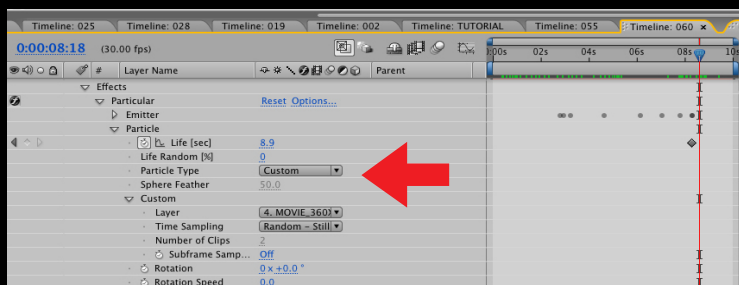 Timeline: 025 Timeline: 028 Timeline: 019 Timeline: 002 Timeline: TUTORIAL Timeline: 055 Timeline: 060 ×
0:00:08:18 (30.00 fps)
00s 02s 04s 06s 08s 10s
# Layer Name Parent
Effects
Particular Reset Options...
Emitter
Particle
Life [sec] 8.9
Life Random [%] 0
Particle Type Custom
Sphere Feather 50.0
Custom
Layer 4. MOVIE_360
Time Sampling Random - Still
Number of Clips 2
Subframe Samp... Off
Rotation 0 x +0.0 °
Rotation Speed 0.0